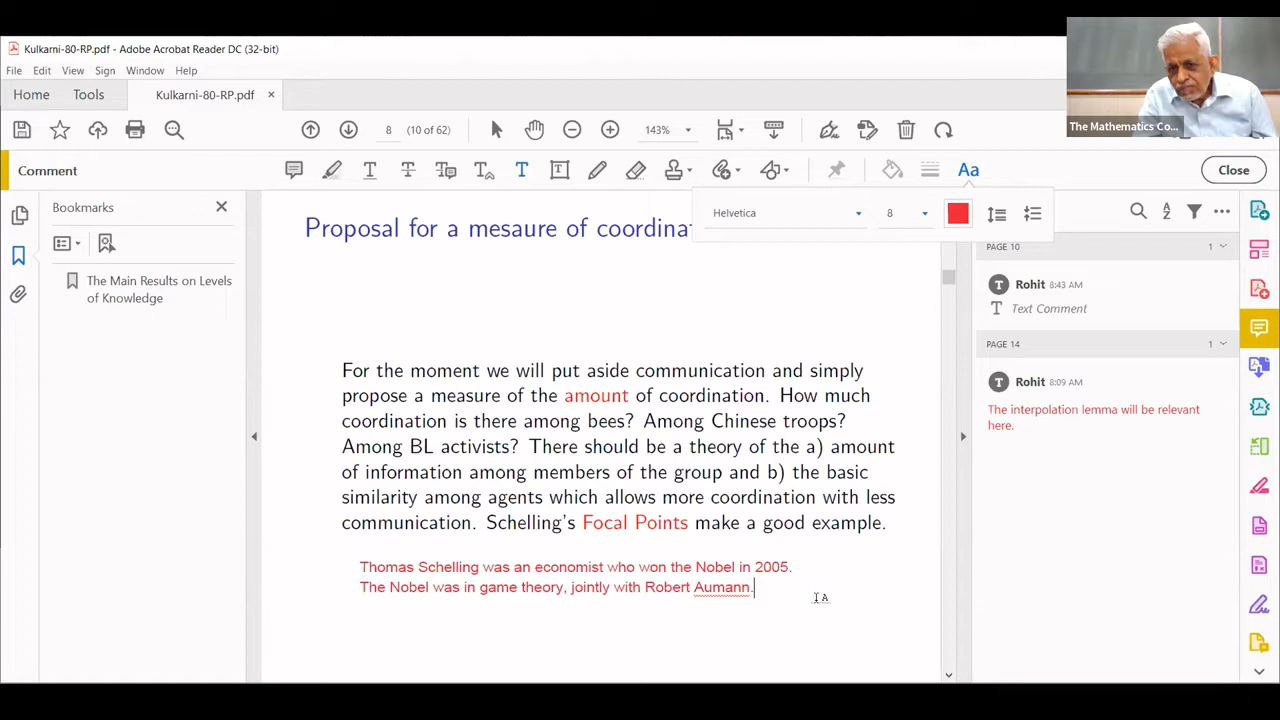 Kulkarni-80-RP.pdf - Adobe Acrobat Reader DC (32-bit)
File Edit View Sign Window Help
Home Tools Kulkarni-80-RP.pdf ×
8 (10 of 62) 143%
The Mathematics Co...
Comment
Aa
Close
Bookmarks
Helvetica 8
The Main Results on Levels
of Knowledge
Proposal for a mesaure of coordina
For the moment we will put aside communication and simply
propose a measure of the amount of coordination. How much
coordination is there among bees? Among Chinese troops?
Among BL activists? There should be a theory of the a) amount
of information among members of the group and b) the basic
similarity among agents which allows more coordination with less
communication. Schelling's Focal Points make a good example.
Thomas Schelling was an economist who won the Nobel in 2005.
The Nobel was in game theory, jointly with Robert Aumann.
PAGE 10 1
Rohit 8:43 AM
Text Comment
PAGE 14 1
Rohit 8:09 AM
The interpolation lemma will be relevant
here.